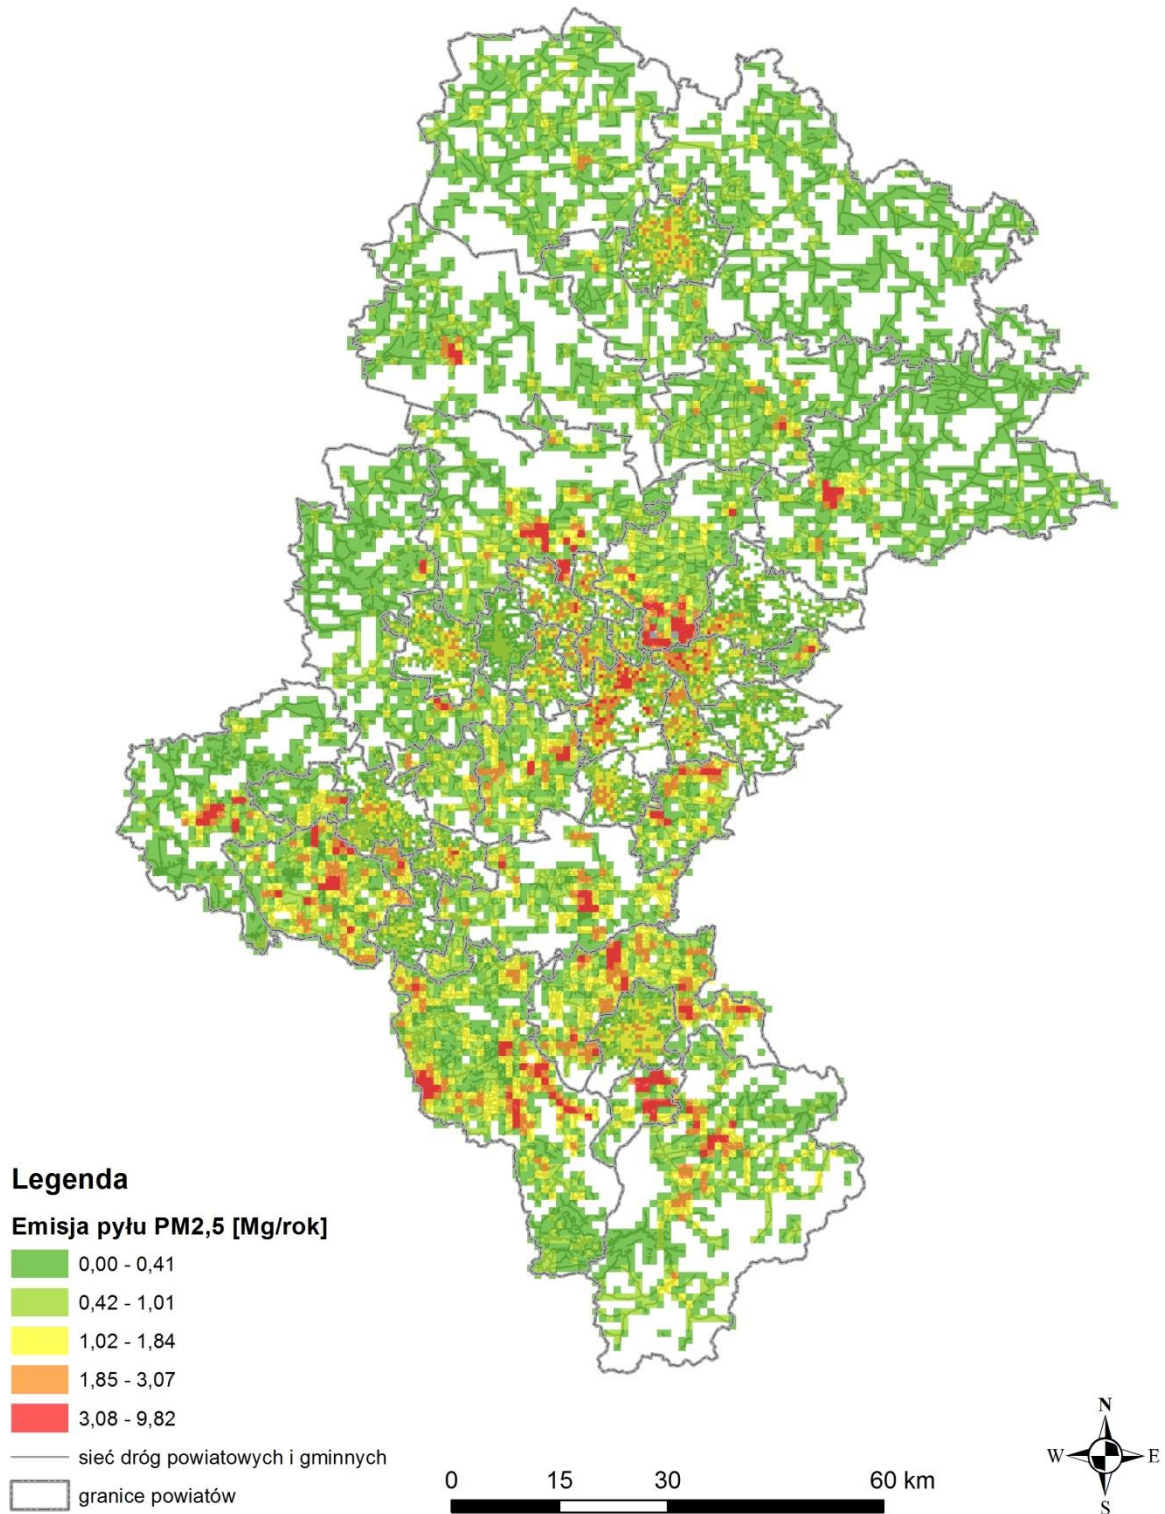 Legenda
Emisja pyłu PM2,5 [Mg/rok]
0,00 - 0,41
0,42 - 1,01
1,02 - 1,84
1,85 - 3,07
3,08 - 9,82
sieć dróg powiatowych i gminnych
granice powiatów
0 15 30 60 km
N
W E
S